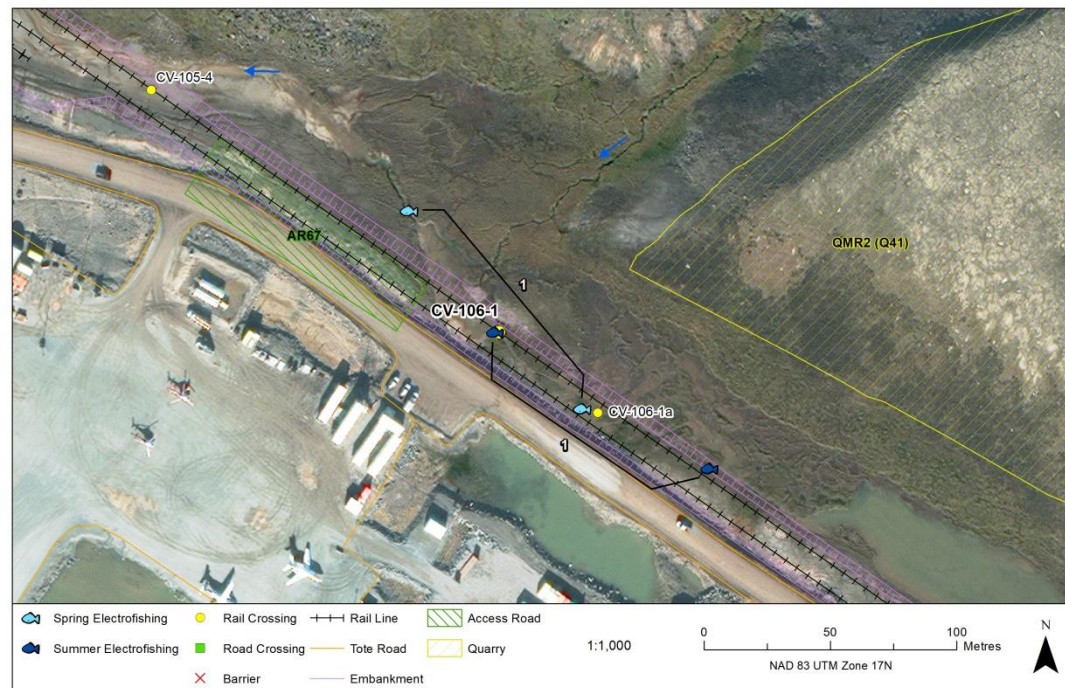 CV-105-4
AR67
QMR2 (Q41)
1
CV-106-1
CV-106-1a
1
Spring Electrofishing
Rail Crossing
Rail Line
Access Road
Summer Electrofishing
Road Crossing
Tote Road
Quarry
Barrier
Embankment
1:1,000
0 50 100 Metres
NAD 83 UTM Zone 17N
N